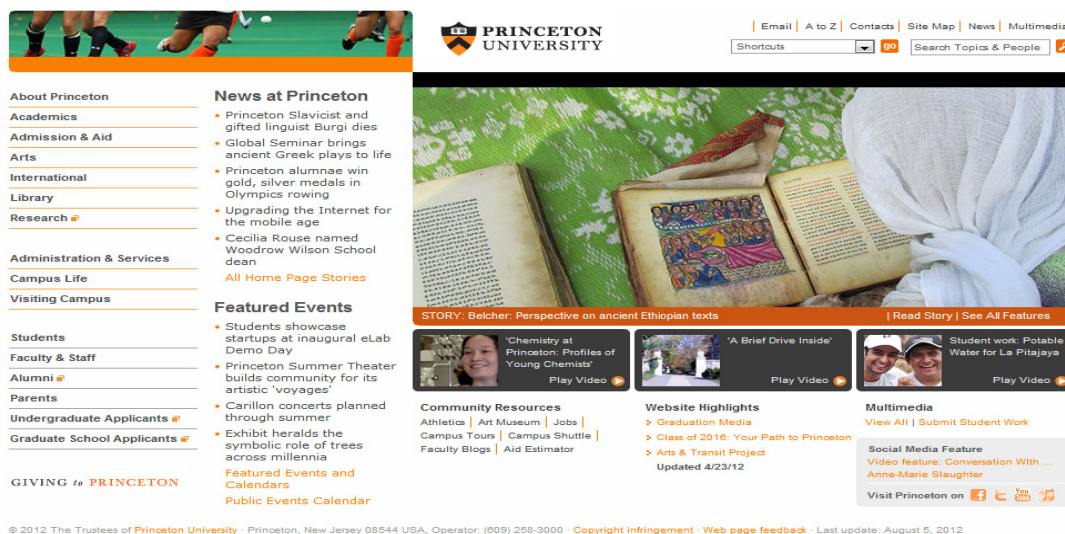 PRINCETON
UNIVERSITY
Email | A to Z | Contacts | Site Map | News | Multimedia
Shortcuts go Search Topics & People
About Princeton
Academics
Admission & Aid
Arts
International
Library
Research
Administration & Services
Campus Life
Visiting Campus
Students
Faculty & Staff
Alumni
Parents
Undergraduate Applicants
Graduate School Applicants
GIVING to PRINCETON
News at Princeton
Princeton Slavicist and
gifted linguist Burgi dies
Global Seminar brings
ancient Greek plays to life
Princeton alumnae win
gold, silver medals in
Olympics rowing
Upgrading the Internet for
the mobile age
Cecilia Rouse named
Woodrow Wilson School
dean
All Home Page Stories
Featured Events
Students showcase
startups at inaugural eLab
Demo Day
Princeton Summer Theater
builds community for its
artistic 'voyages'
Carillon concerts planned
through summer
Exhibit heralds the
symbolic role of trees
across millennia
Featured Events and
Calendars
Public Events Calendar
STORY: Belcher: Perspective on ancient Ethiopian texts | Read Story | See All Features
'Chemistry at
Princeton: Profiles of
Young Chemists'
Play Video
'A Brief Drive Inside'
Play Video
Student work: Potable
Water for La Pitajaya
Play Video
Community Resources
Athletics | Art Museum | Jobs |
Campus Tours | Campus Shuttle |
Faculty Blogs | Aid Estimator
Website Highlights
Graduation Media
Class of 2016: Your Path to Princeton
Arts & Transit Project
Updated 4/23/12
Multimedia
View All | Submit Student Work
Social Media Feature
Video feature: Conversation With ...
Anne-Marie Slaughter
Visit Princeton on
You Tube
© 2012 The Trustees of Princeton University · Princeton, New Jersey 08544 USA, Operator: (609) 258-3000 · Copyright infringement · Web page feedback · Last update: August 5, 2012